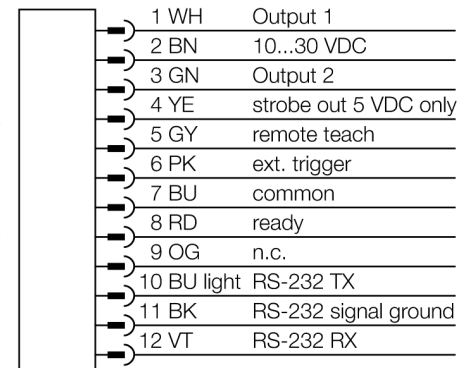 1 WH Output 1
2 BN 10...30 VDC
3 GN Output 2
4 YE strobe out 5 VDC only
5 GY remote teach
6 PK ext. trigger
7 BU common
8 RD ready
9 OG n.c.
10 BU light RS-232 TX
11 BK RS-232 signal ground
12 VT RS-232 RX